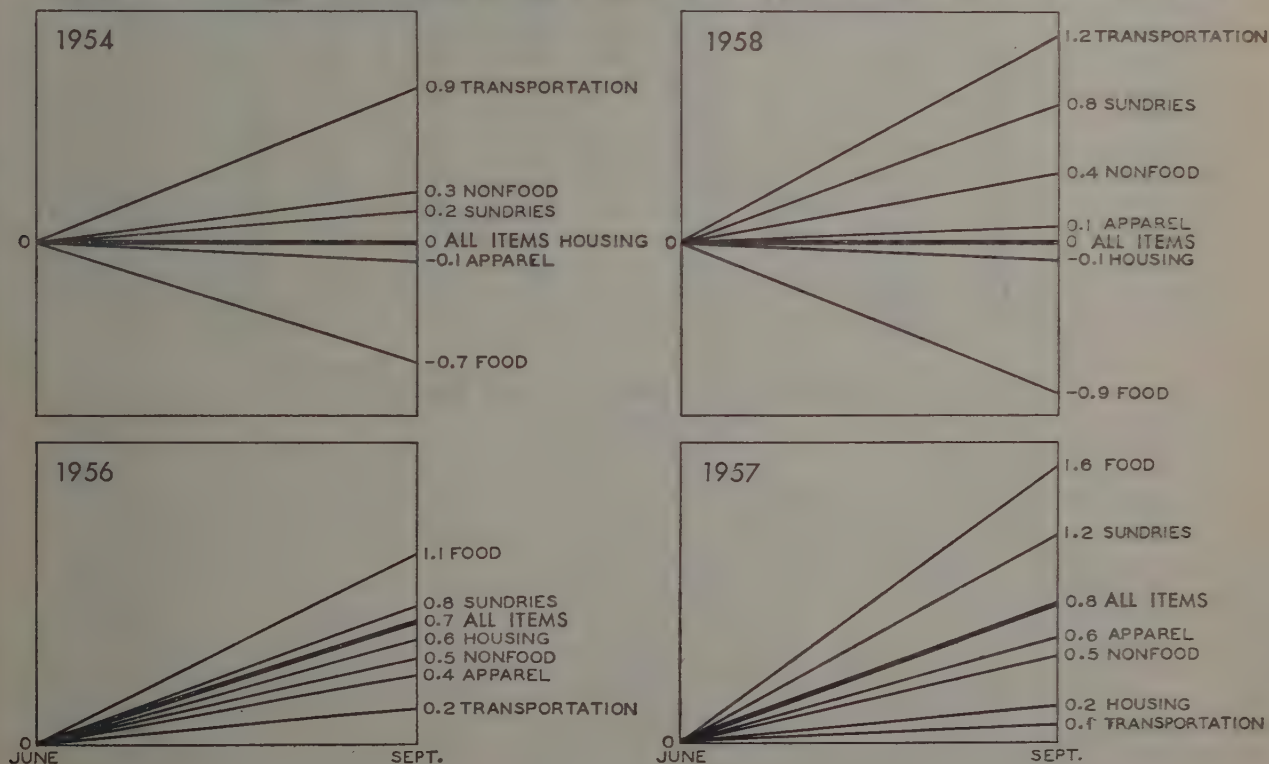 1954
0.9 TRANSPORTATION
0.3 NONFOOD
0.2 SUNDRIES
0
0 ALL ITEMS HOUSING
-0.1 APPAREL
-0.7 FOOD
1958
1.2 TRANSPORTATION
0.8 SUNDRIES
0.4 NONFOOD
0.1 APPAREL
0
0 ALL ITEMS
-0.1 HOUSING
-0.9 FOOD
1956
1.1 FOOD
0.8 SUNDRIES
0.7 ALL ITEMS
0.6 HOUSING
0.5 NONFOOD
0.4 APPAREL
0.2 TRANSPORTATION
0
JUNE SEPT.
1957
1.6 FOOD
1.2 SUNDRIES
0.8 ALL ITEMS
0.6 APPAREL
0.5 NONFOOD
0.2 HOUSING
0.1 TRANSPORTATION
0
JUNE SEPT.